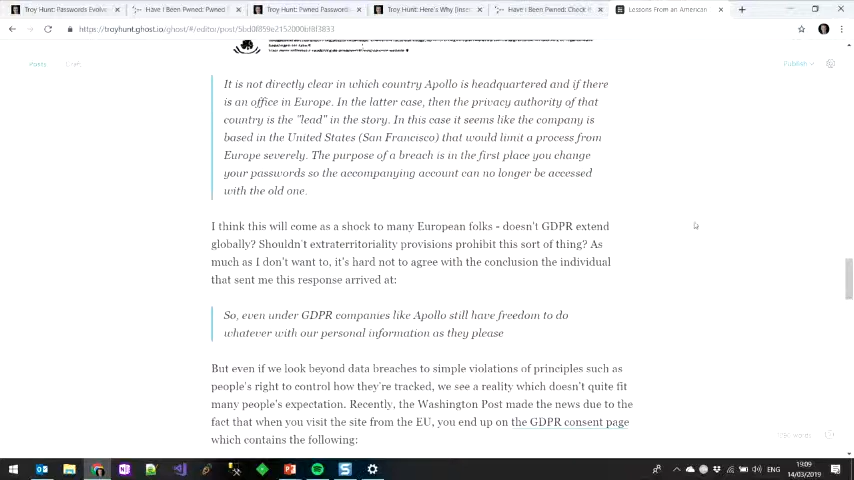 Troy Hunt: Passwords Evolve
Have I Been Pwned: Pwned
Troy Hunt: Pwned Password
Troy Hunt: Here's Why [inse
Have I Been Pwned: Check
Lessons From an American
Posts
Publish
It is not directly clear in which country Apollo is headquartered and if there
is an office in Europe. In the latter case, then the privacy authority of that
country is the "lead" in the story. In this case it seems like the company is
based in the United States (San Francisco) that would limit a process from
Europe severely. The purpose of a breach is in the first place you change
your passwords so the accompanying account can no longer be accessed
with the old one.
I think this will come as a shock to many European folks - doesn't GDPR extend
globally? Shouldn't extraterritoriality provisions prohibit this sort of thing? As
much as I don't want to, it's hard not to agree with the conclusion the individual
that sent me this response arrived at:
So, even under GDPR companies like Apollo still have freedom to do
whatever with our personal information as they please
But even if we look beyond data breaches to simple violations of principles such as
people's right to control how they're tracked, we see a reality which doesn't quite fit
many people's expectation. Recently, the Washington Post made the news due to the
fact that when you visit the site from the EU, you end up on the GDPR consent page
which contains the following:
words
ENG
19:09
14/03/2019